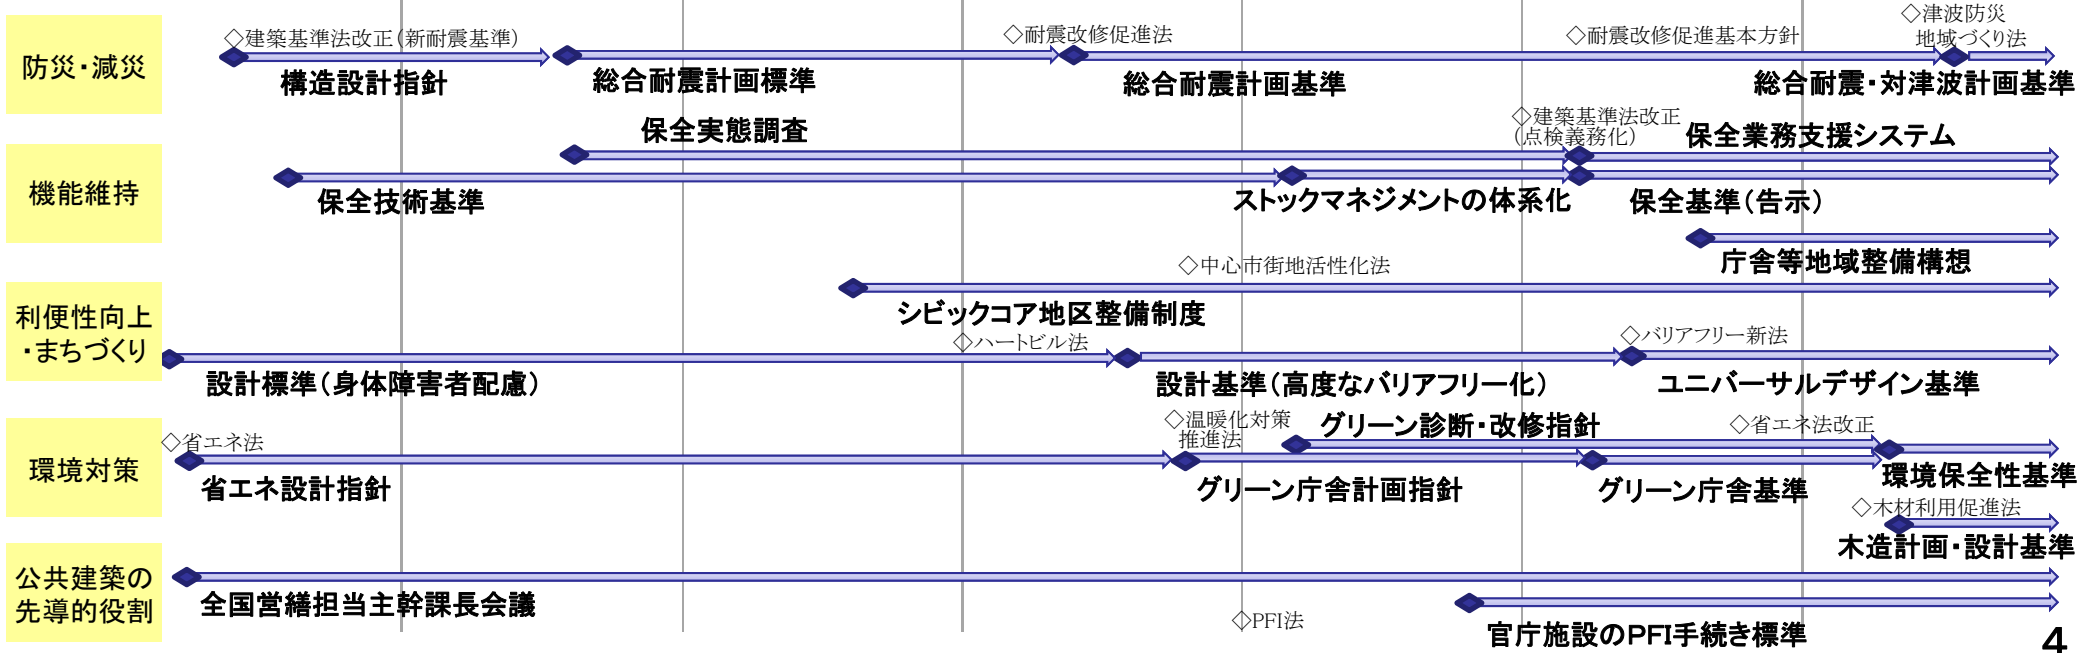 防災・減災
◇建築基準法改正（新耐震基準）
構造設計指針
総合耐震計画標準
◇耐震改修促進法
総合耐震計画基準
◇耐震改修促進基本方針
◇津波防災
地域づくり法
総合耐震・対津波計画基準
機能維持
保全実態調査
◇建築基準法改正
（点検義務化）
保全業務支援システム
保全技術基準
ストックマネジメントの体系化
保全基準（告示）
庁舎等地域整備構想
利便性向上
・まちづくり
◇中心市街地活性化法
シビックコア地区整備制度
◇ハートビル法
◇バリアフリー新法
設計標準（身体障害者配慮）
設計基準（高度なバリアフリー化）
ユニバーサルデザイン基準
環境対策
◇省エネ法
省エネ設計指針
◇温暖化対策
推進法
グリーン診断・改修指針
◇省エネ法改正
グリーン庁舎計画指針
グリーン庁舎基準
環境保全性基準
◇木材利用促進法
木造計画・設計基準
公共建築の
先導的役割
全国営繕担当主幹課長会議
◇PFI法
官庁施設のPFI手続き標準
4